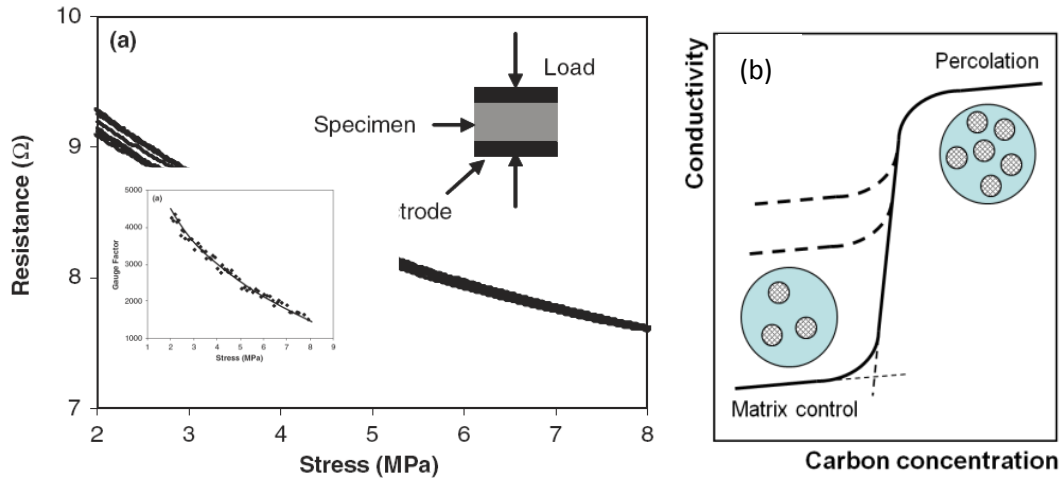 10
(a)
Load
Specimen
trode
9
8
7
Resistance (Ω)
2
3
4
5
6
7
8
Stress (MPa)
5000
(a)
4000
3000
2000
1000
Gauge Factor
1
2
3
4
5
6
7
8
9
Stress (MPa)
(b)
Conductivity
Percolation
Matrix control
Carbon concentration